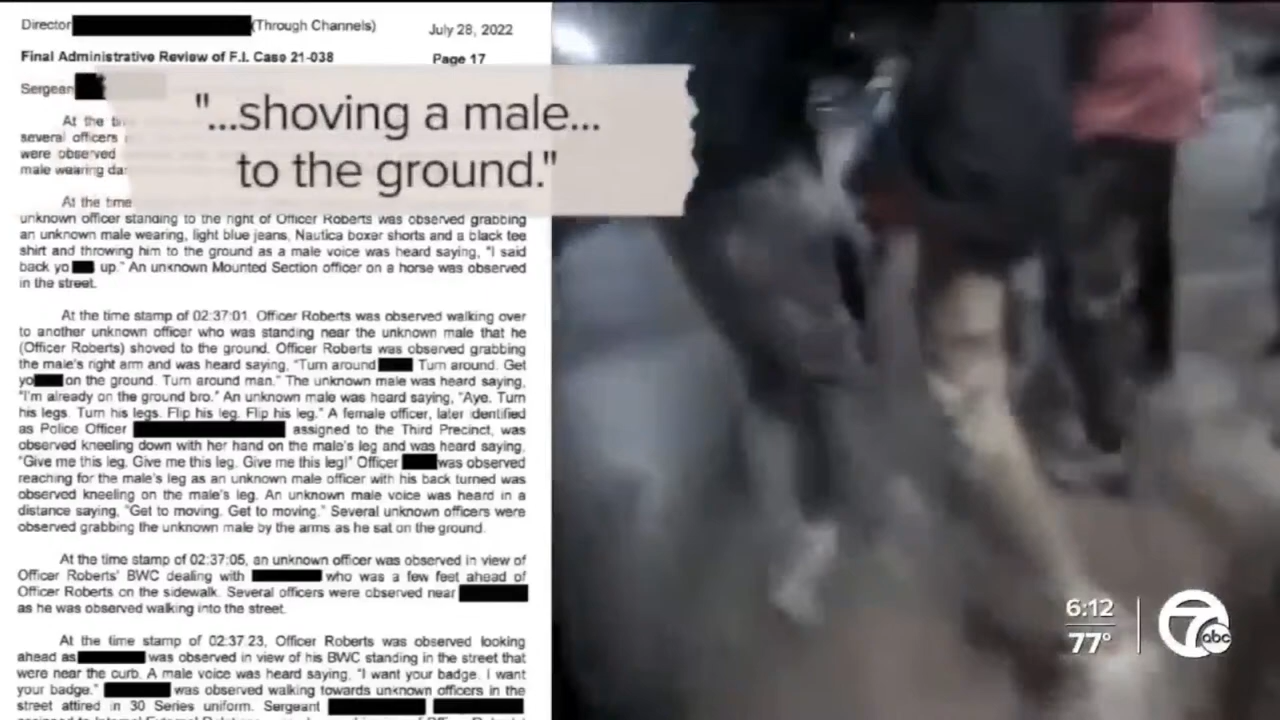 Director (Through Channels) July 28, 2022
Final Administrative Review of F.I. Case 21-038 Page 17
Sergean
"...shoving a male...
to the ground."
At the
several officers
were observed
male wearing
At the time
unknown officer standing to the right of Officer Roberts was observed grabbing
an unknown male wearing, light blue jeans, Nautica boxer shorts and a black tee
shirt and throwing him to the ground as a male voice was heard saying, "I said
back yo up." An unknown Mounted Section officer on a horse was observed
in the street.
At the time stamp of 02:37:01. Officer Roberts was observed walking over
to another unknown officer who was standing near the unknown male that he
(Officer Roberts) shoved to the ground. Officer Roberts was observed grabbing
the male's right arm and was heard saying, "Turn around Turn around. Get
yo on the ground. Turn around man." The unknown male was heard saying,
"I'm already on the ground bro." An unknown male was heard saying, "Aye. Turn
his legs. Turn his legs. Flip his leg. Flip his leg." A female officer, later identified
as Police Officer assigned to the Third Precinct, was
observed kneeling down with her hand on the male's leg and was heard saying,
"Give me this leg. Give me this leg. Give me this leg!" Officer was observed
reaching for the male's leg as an unknown male officer with his back turned was
observed kneeling on the male's leg. An unknown male voice was heard in a
distance saying, "Get to moving. Get to moving." Several unknown officers were
observed grabbing the unknown male by the arms as he sat on the ground.
At the time stamp of 02:37:05, an unknown officer was observed in view of
Officer Roberts' BWC dealing with who was a few feet ahead of
Officer Roberts on the sidewalk. Several officers were observed near
as he was observed walking into the street.
At the time stamp of 02:37:23, Officer Roberts was observed looking
ahead as was observed in view of his BWC standing in the street that
were near the curb. A male voice was heard saying, "I want your badge. I want
your badge." was observed walking towards unknown officers in the
street attired in 30 Series uniform. Sergeant
6:12
77°
7 abc